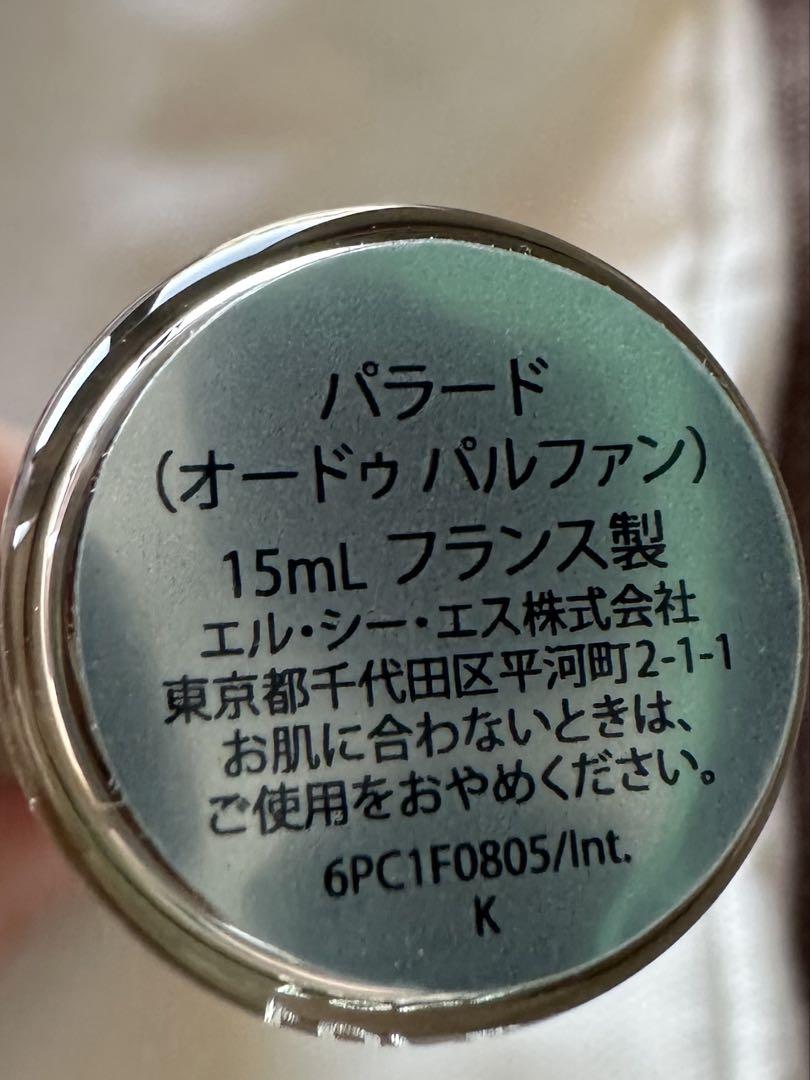 パラード
（オードゥ パルファン）
15mL フランス製
エル・シー・エス株式会社
東京都千代田区平河町2-1-1
お肌に合わないときは、
ご使用をおやめください。
6PC1F0805/Int.
K